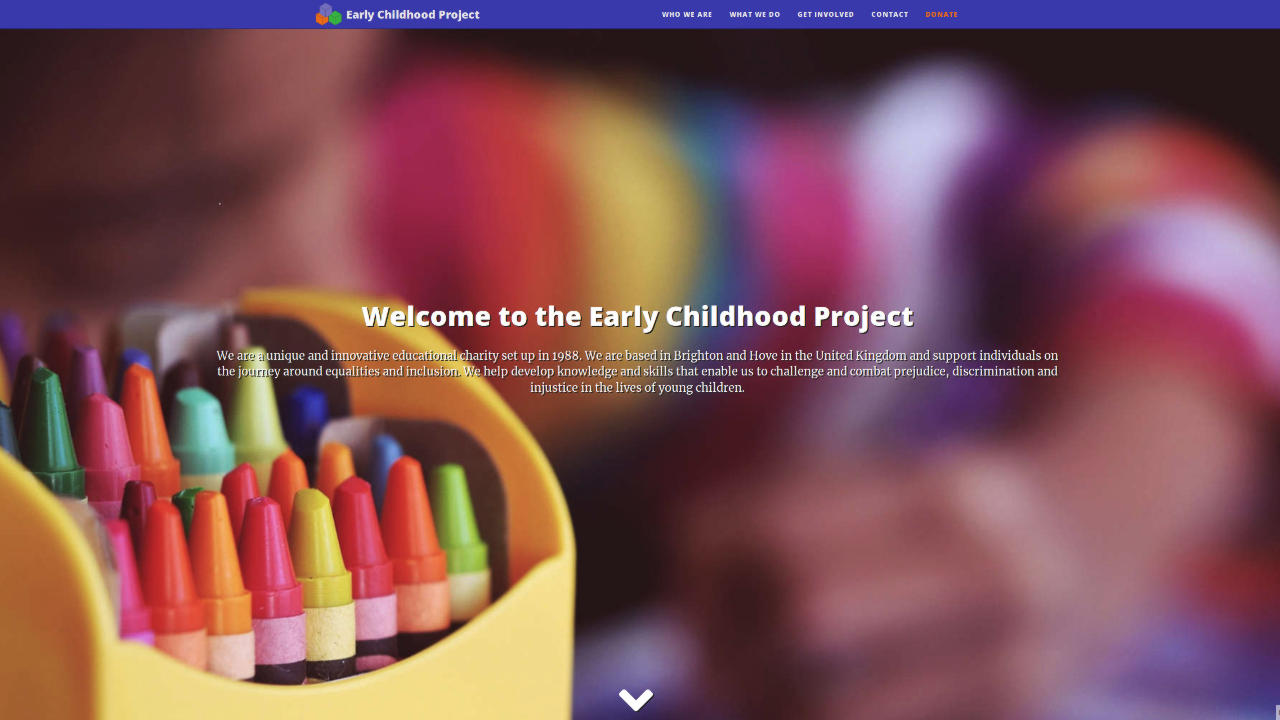 Early Childhood Project
WHO WE ARE
WHAT WE DO
GET INVOLVED
CONTACT
DONATE
Welcome to the Early Childhood Project
We are a unique and innovative educational charity set up in 1988. We are based in Brighton and Hove in the United Kingdom and support individuals on
the journey around equalities and inclusion. We help develop knowledge and skills that enable us to challenge and combat prejudice, discrimination and
injustice in the lives of young children.